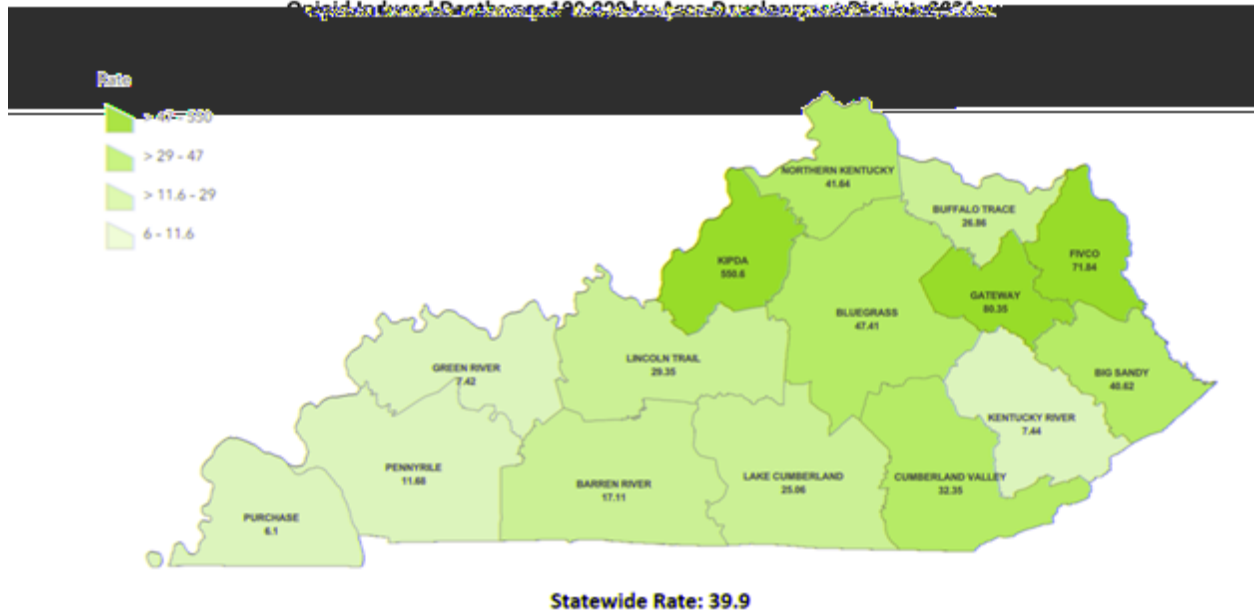 Rate
> 47 - 550
> 29 - 47
> 11.6 - 29
6 - 11.6
NORTHERN KENTUCKY
41.64
BUFFALO TRACE
26.86
KIPDA
550.6
FIVCO
71.84
GATEWAY
80.35
BLUEGRASS
47.41
LINCOLN TRAIL
29.35
GREEN RIVER
7.42
BIG SANDY
40.62
KENTUCKY RIVER
7.44
PENNYRILE
11.68
BARREN RIVER
17.11
LAKE CUMBERLAND
25.06
CUMBERLAND VALLEY
32.35
PURCHASE
6.1
Statewide Rate: 39.9